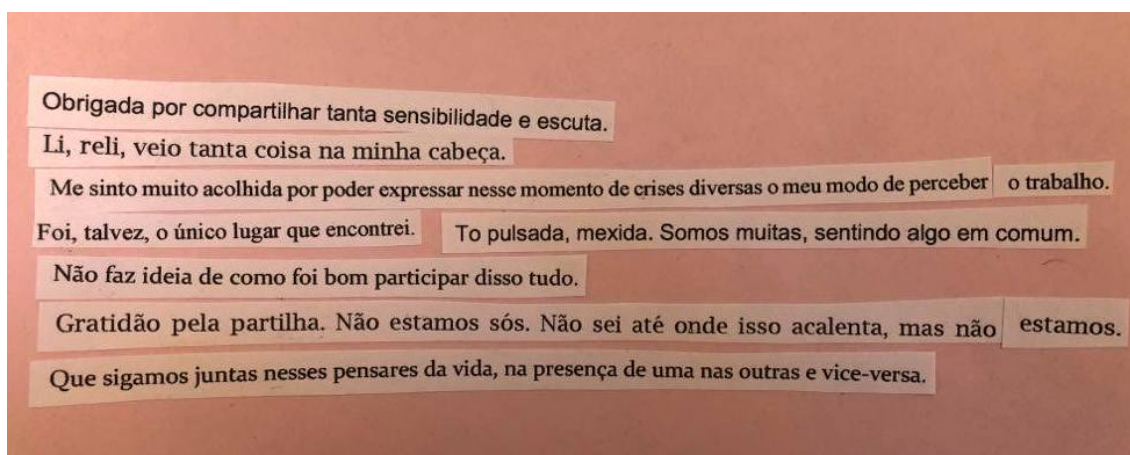 Obrigada por compartilhar tanta sensibilidade e escuta.
Li, reli, veio tanta coisa na minha cabeça.
Me sinto muito acolhida por poder expressar nesse momento de crises diversas o meu modo de perceber o trabalho.
Foi, talvez, o único lugar que encontrei. To pulsada, mexida. Somos muitas, sentindo algo em comum.
Não faz ideia de como foi bom participar disso tudo.
Gratidão pela partilha. Não estamos sós. Não sei até onde isso acalenta, mas não estamos.
Que sigamos juntas nesses pensares da vida, na presença de uma nas outras e vice-versa.